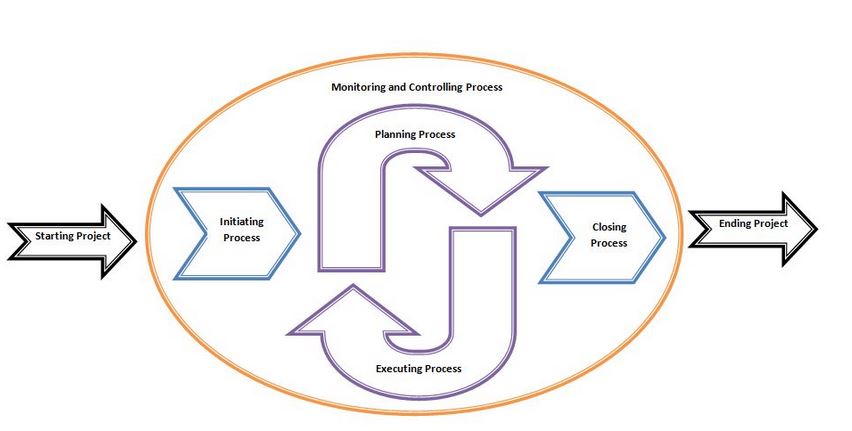 Monitoring and Controlling Process
Planning Process
Starting Project
Initiating
Process
Closing
Process
Ending Project
Executing Process